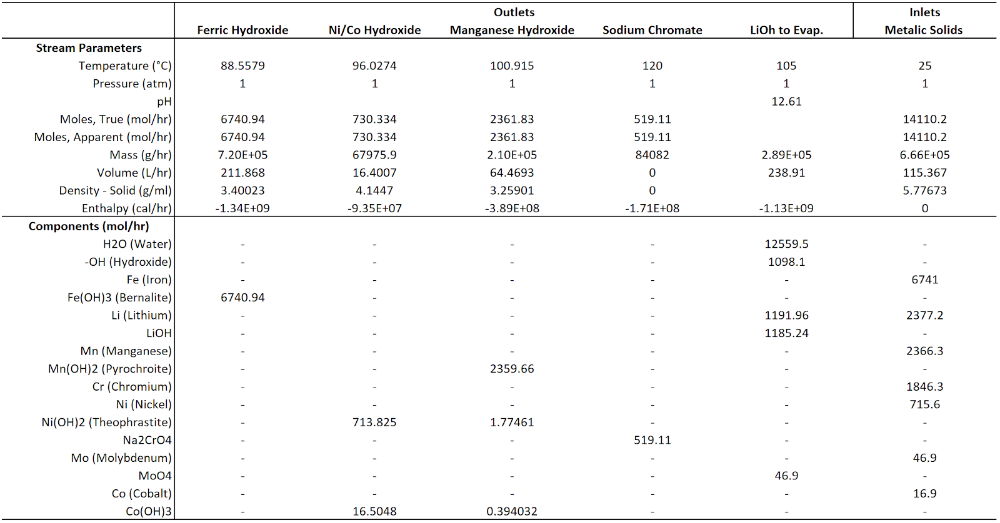 Outlets Inlets
Ferric Hydroxide Ni/Co Hydroxide Manganese Hydroxide Sodium Chromate LiOh to Evap. Metalic Solids
Stream Parameters
Temperature (°C) 88.5579 96.0274 100.915 120 105 25
Pressure (atm) 1 1 1 1 1 1
pH 12.61
Moles, True (mol/hr) 6740.94 730.334 2361.83 519.11 14110.2
Moles, Apparent (mol/hr) 6740.94 730.334 2361.83 519.11 14110.2
Mass (g/hr) 7.20E+05 67975.9 2.10E+05 84082 2.89E+05 6.66E+05
Volume (L/hr) 211.868 16.4007 64.4693 0 238.91 115.367
Density - Solid (g/ml) 3.40023 4.1447 3.25901 0 5.77673
Enthalpy (cal/hr) -1.34E+09 -9.35E+07 -3.89E+08 -1.71E+08 -1.13E+09 0
Components (mol/hr)
H2O (Water) - - - - 12559.5 -
-OH (Hydroxide) - - - - 1098.1 -
Fe (Iron) - - - - - 6741
Fe(OH)3 (Bernalite) 6740.94 - - - - -
Li (Lithium) - - - - 1191.96 2377.2
LiOH - - - - 1185.24 -
Mn (Manganese) - - - - - 2366.3
Mn(OH)2 (Pyrochroite) - - 2359.66 - - -
Cr (Chromium) - - - - - 1846.3
Ni (Nickel) - - - - - 715.6
Ni(OH)2 (Theophrastite) - 713.825 1.77461 - - -
Na2CrO4 - - - 519.11 - -
Mo (Molybdenum) - - - - - 46.9
MoO4 - - - - 46.9 -
Co (Cobalt) - - - - - 16.9
Co(OH)3 - 16.5048 0.394032 - - -